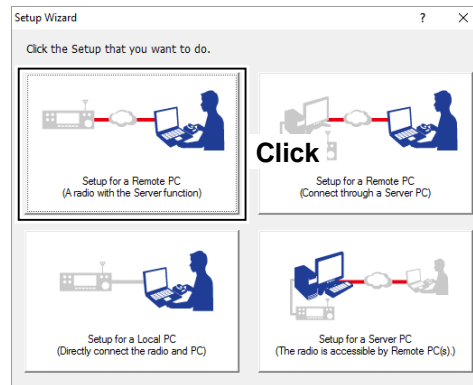 Setup Wizard
? X
Click the Setup that you want to do.
Click
Setup for a Remote PC
(A radio with the Server function)
Setup for a Remote PC
(Connect through a Server PC)
Setup for a Local PC
(Directly connect the radio and PC)
Setup for a Server PC
(The radio is accessible by Remote PC(s).)